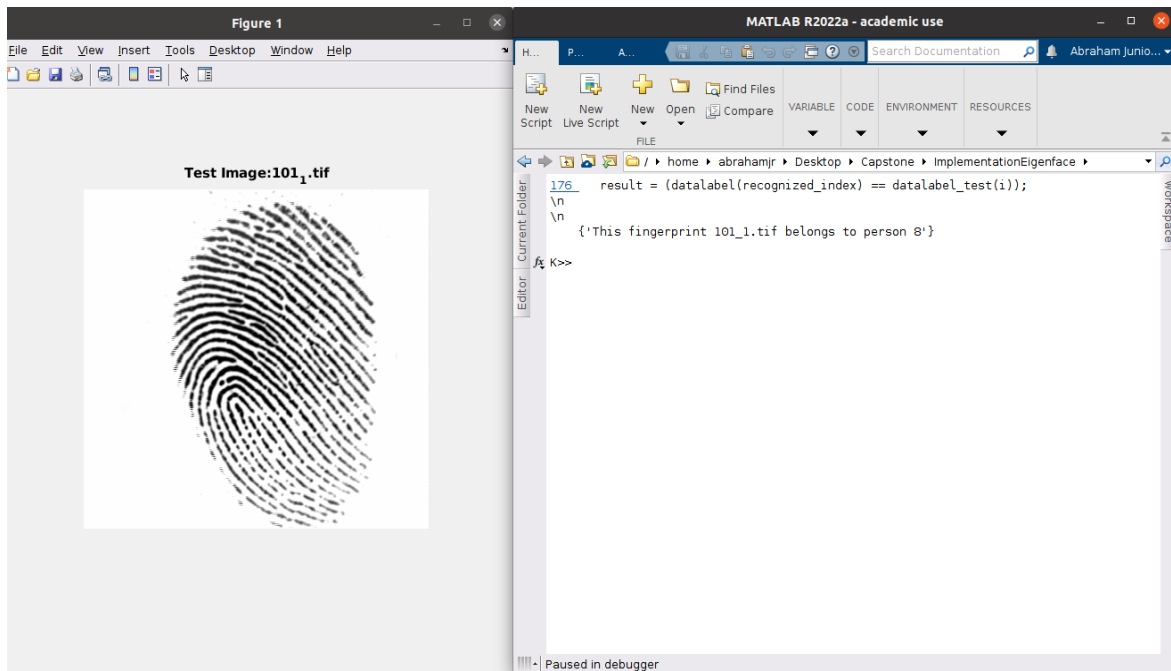 Figure 1
File Edit View Insert Tools Desktop Window Help
Test Image:101₁.tif
MATLAB R2022a - academic use
H... P... A... Search Documentation Abraham Junio...
New Script
New Live Script
New
Open
Find Files
Compare
FILE
VARIABLE
CODE
ENVIRONMENT
RESOURCES
/ home abrahamjr Desktop Capstone ImplementationEigenface
Current Folder
Editor
Workspace
176 result = (datalabel(recognized_index) == datalabel_test(i));
\n
\n
{'This fingerprint 101_1.tif belongs to person 8'}
fx K>>
Paused in debugger